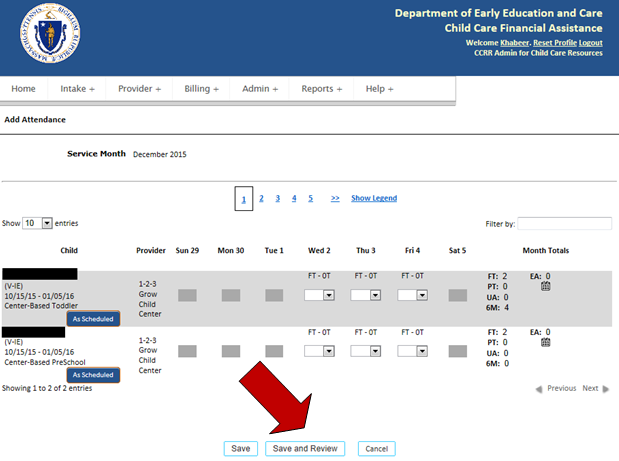 Department of Early Education and Care
Child Care Financial Assistance
Welcome Khabeer. Reset Profile Logout
CCRR Admin for Child Care Resources
Home Intake + Provider + Billing + Admin + Reports + Help +
Add Attendance
Service Month December 2015
1 2 3 4 5 >> Show Legend
Show 10 entries Filter by:
Child Provider Sun 29 Mon 30 Tue 1 Wed 2 Thu 3 Fri 4 Sat 5 Month Totals
FT - 0T FT - 0T FT - 0T FT: 2 EA: 0
(V-IE) 1-2-3 PT: 0
10/15/15 - 01/05/16 Grow UA: 0
Center-Based Toddler Child 6M: 4
As Scheduled Center
FT - 0T FT - 0T FT - 0T FT: 2 EA: 0
(V-IE) 1-2-3 PT: 0
10/15/15 - 01/05/16 Grow UA: 0
Center-Based PreSchool Child 6M: 0
As Scheduled Center
Showing 1 to 2 of 2 entries Previous Next
Save Save and Review Cancel